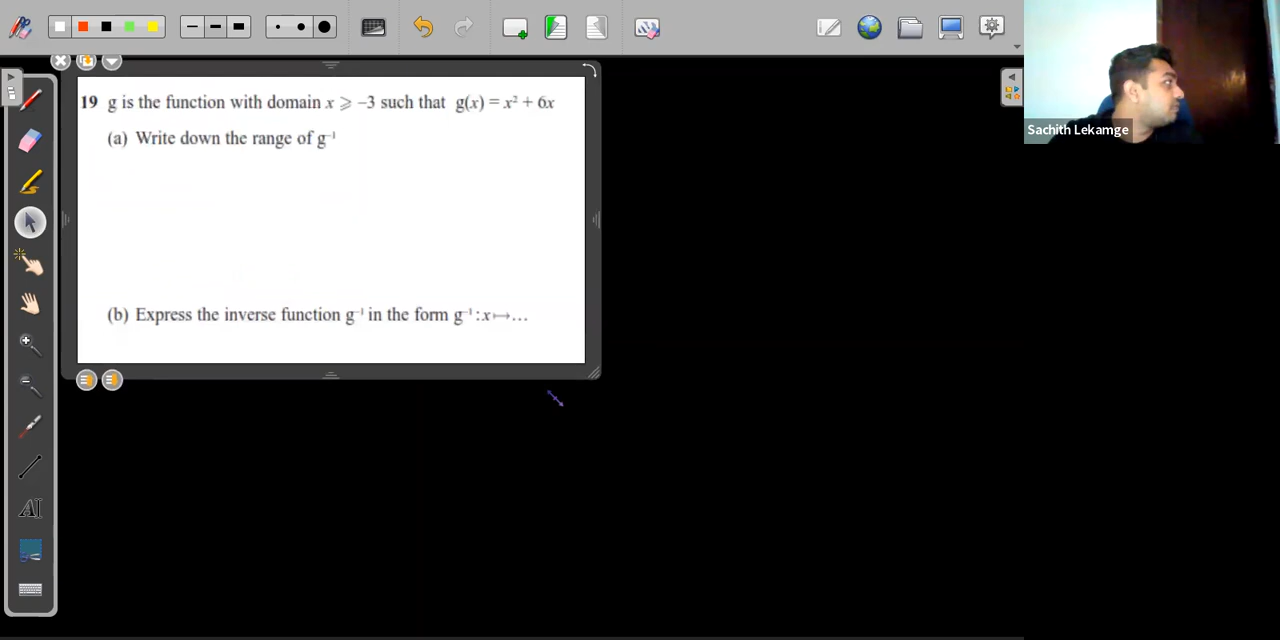 19 g is the function with domain x ⩾ −3 such that g(x) = x² + 6x
(a) Write down the range of g⁻¹
(b) Express the inverse function g⁻¹ in the form g⁻¹ : x ↦ …
Sachith Lekamge